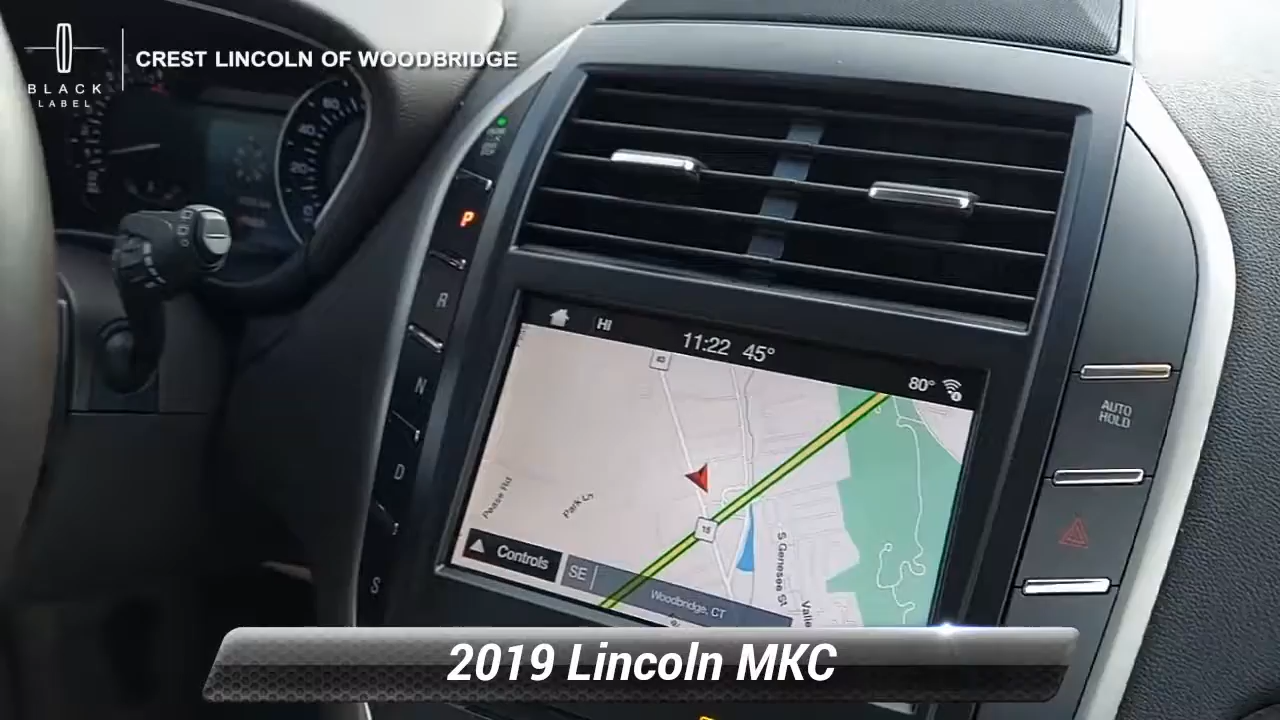 CREST LINCOLN OF WOODBRIDGE
BLACK
LABEL
P
R
N
D
S
HI
11:22 45°
80°
Pease Rd
Park Cr
15
S Genesee St
Controls
SE
Woodbridge, CT
AUTO
HOLD
2019 Lincoln MKC